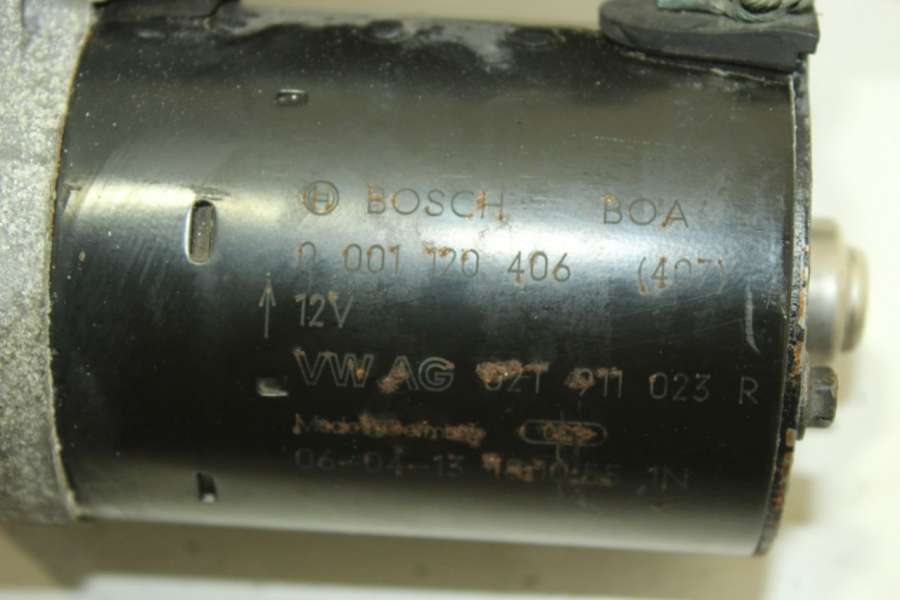 BOSCH BOA
0 001 120 406 (407)
12V
VW AG 02T 911 023 R
06-04-13 1N